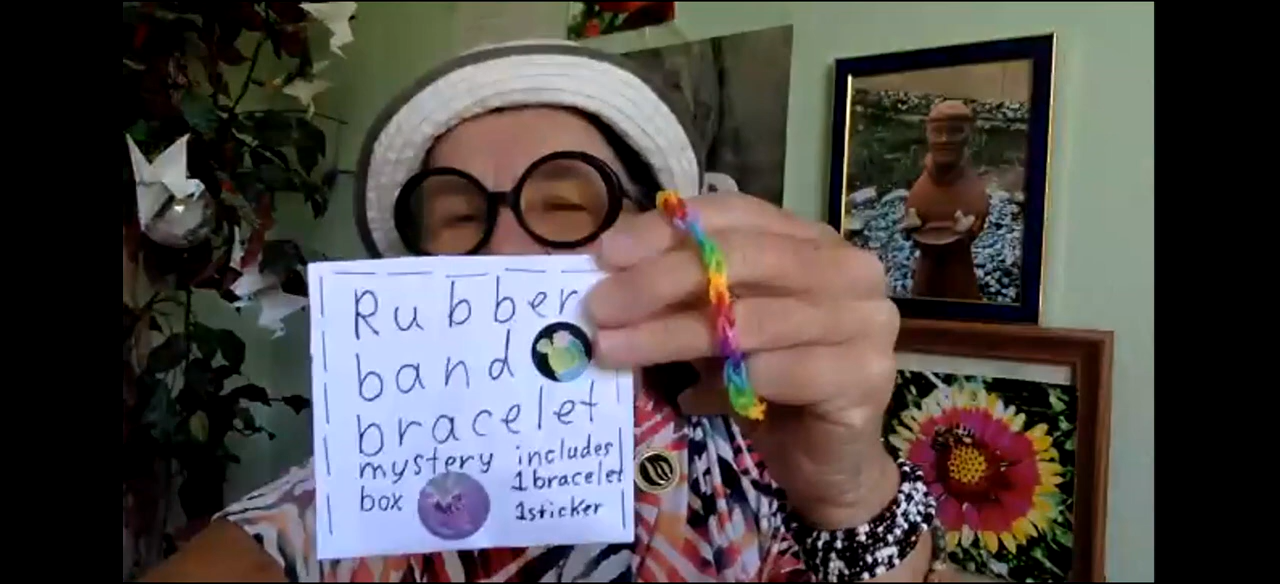 Rubber
band
bracelet
mystery
box
includes
1 bracelet
1 sticker